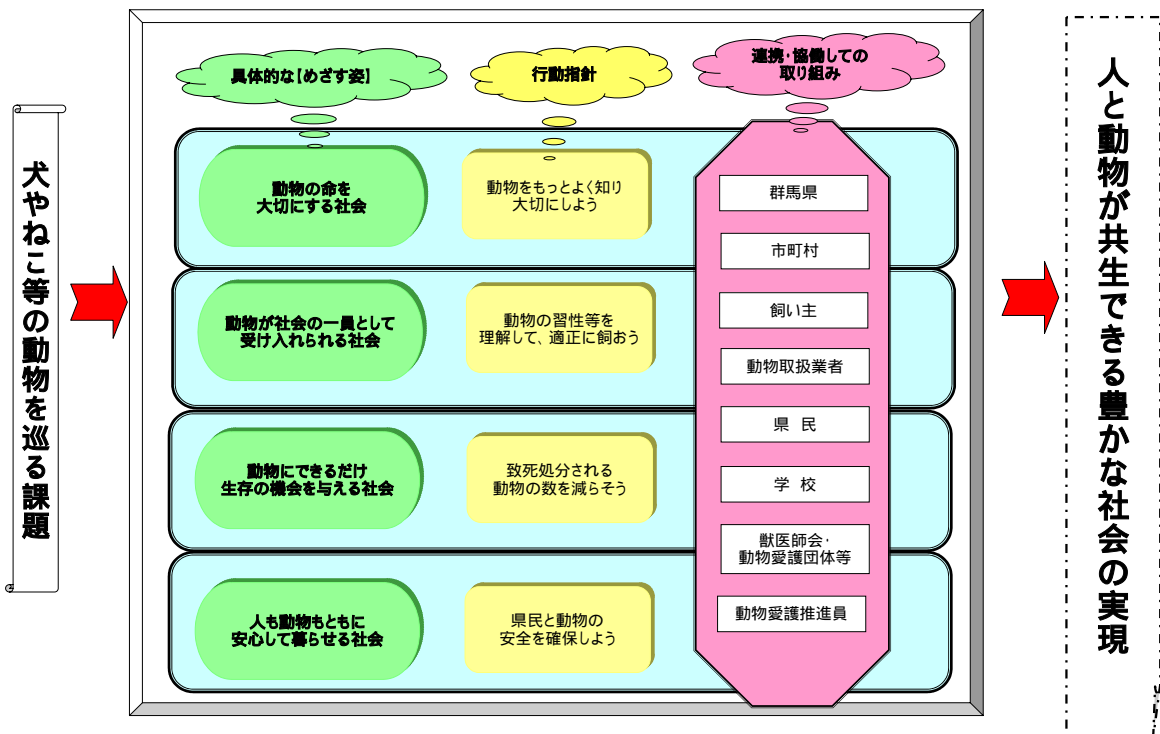 犬やねこ等の動物を巡る課題
具体的な【めざす姿】
行動指針
連携・協働しての
取り組み
動物の命を
大切にする社会
動物をもっとよく知り
大切にしよう
動物が社会の一員として
受け入れられる社会
動物の習性等を
理解して、適正に飼おう
動物にできるだけ
生存の機会を与える社会
致死処分される
動物の数を減らそう
人も動物もともに
安心して暮らせる社会
県民と動物の
安全を確保しよう
群馬県
市町村
飼い主
動物取扱業者
県 民
学 校
獣医師会・
動物愛護団体等
動物愛護推進員
人と動物が共生できる豊かな社会の実現